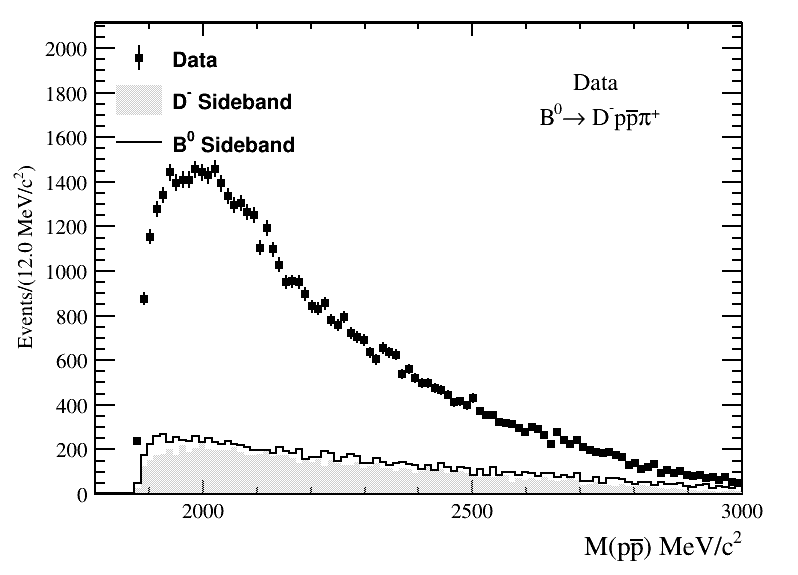 Data
D⁻ Sideband
B⁰ Sideband
Data
B⁰→ D⁻pp̅π⁺
Events/(12.0 MeV/c²)
2000
1800
1600
1400
1200
1000
800
600
400
200
0
2000
2500
3000
M(pp̅) MeV/c²